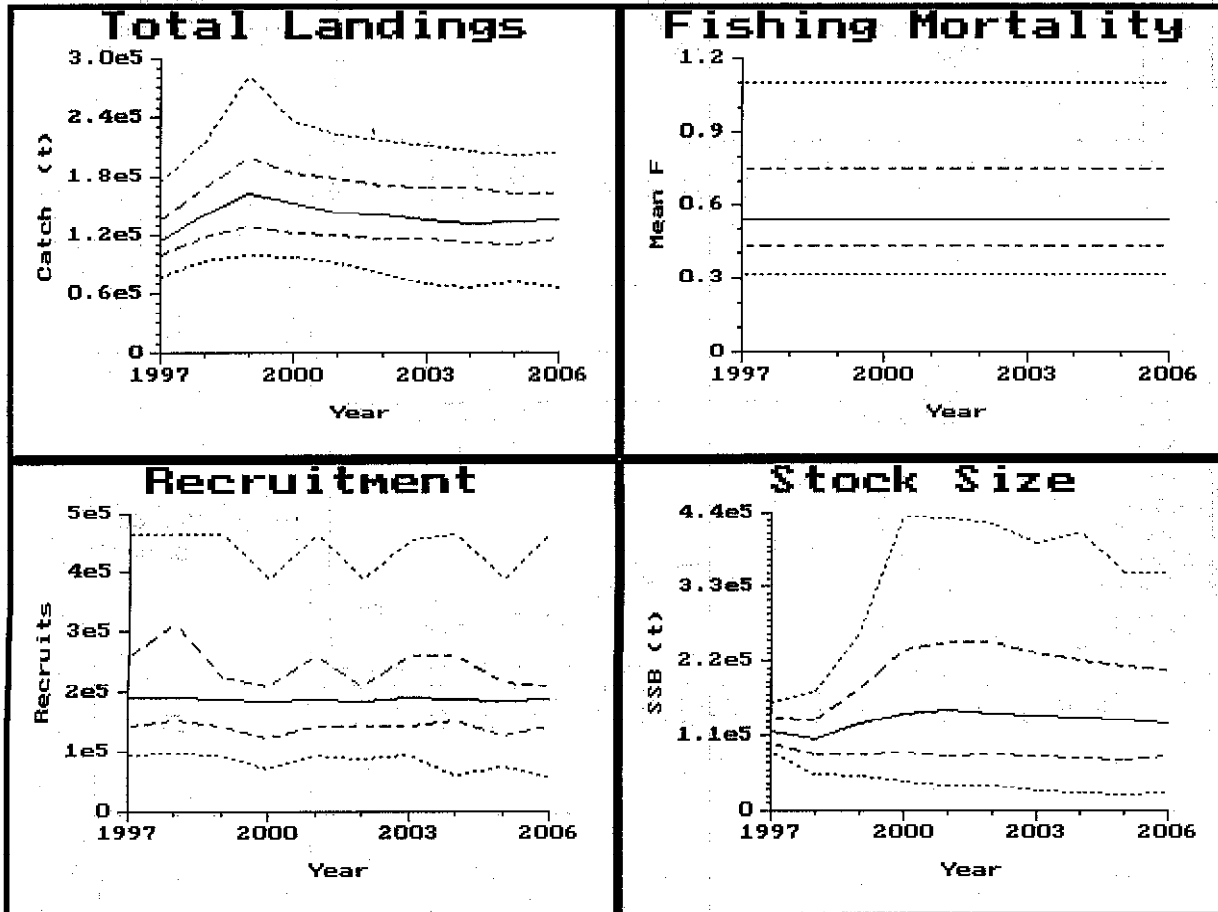 Total Landings
3.0e5
2.4e5
1.8e5
1.2e5
0.6e5
0
Catch (t)
1997 2000 2003 2006
Year
Fishing Mortality
1.2
0.9
0.6
0.3
0
Mean F
1997 2000 2003 2006
Year
Recruitment
5e5
4e5
3e5
2e5
1e5
0
Recruits
1997 2000 2003 2006
Year
Stock Size
4.4e5
3.3e5
2.2e5
1.1e5
0
SSB (t)
1997 2000 2003 2006
Year